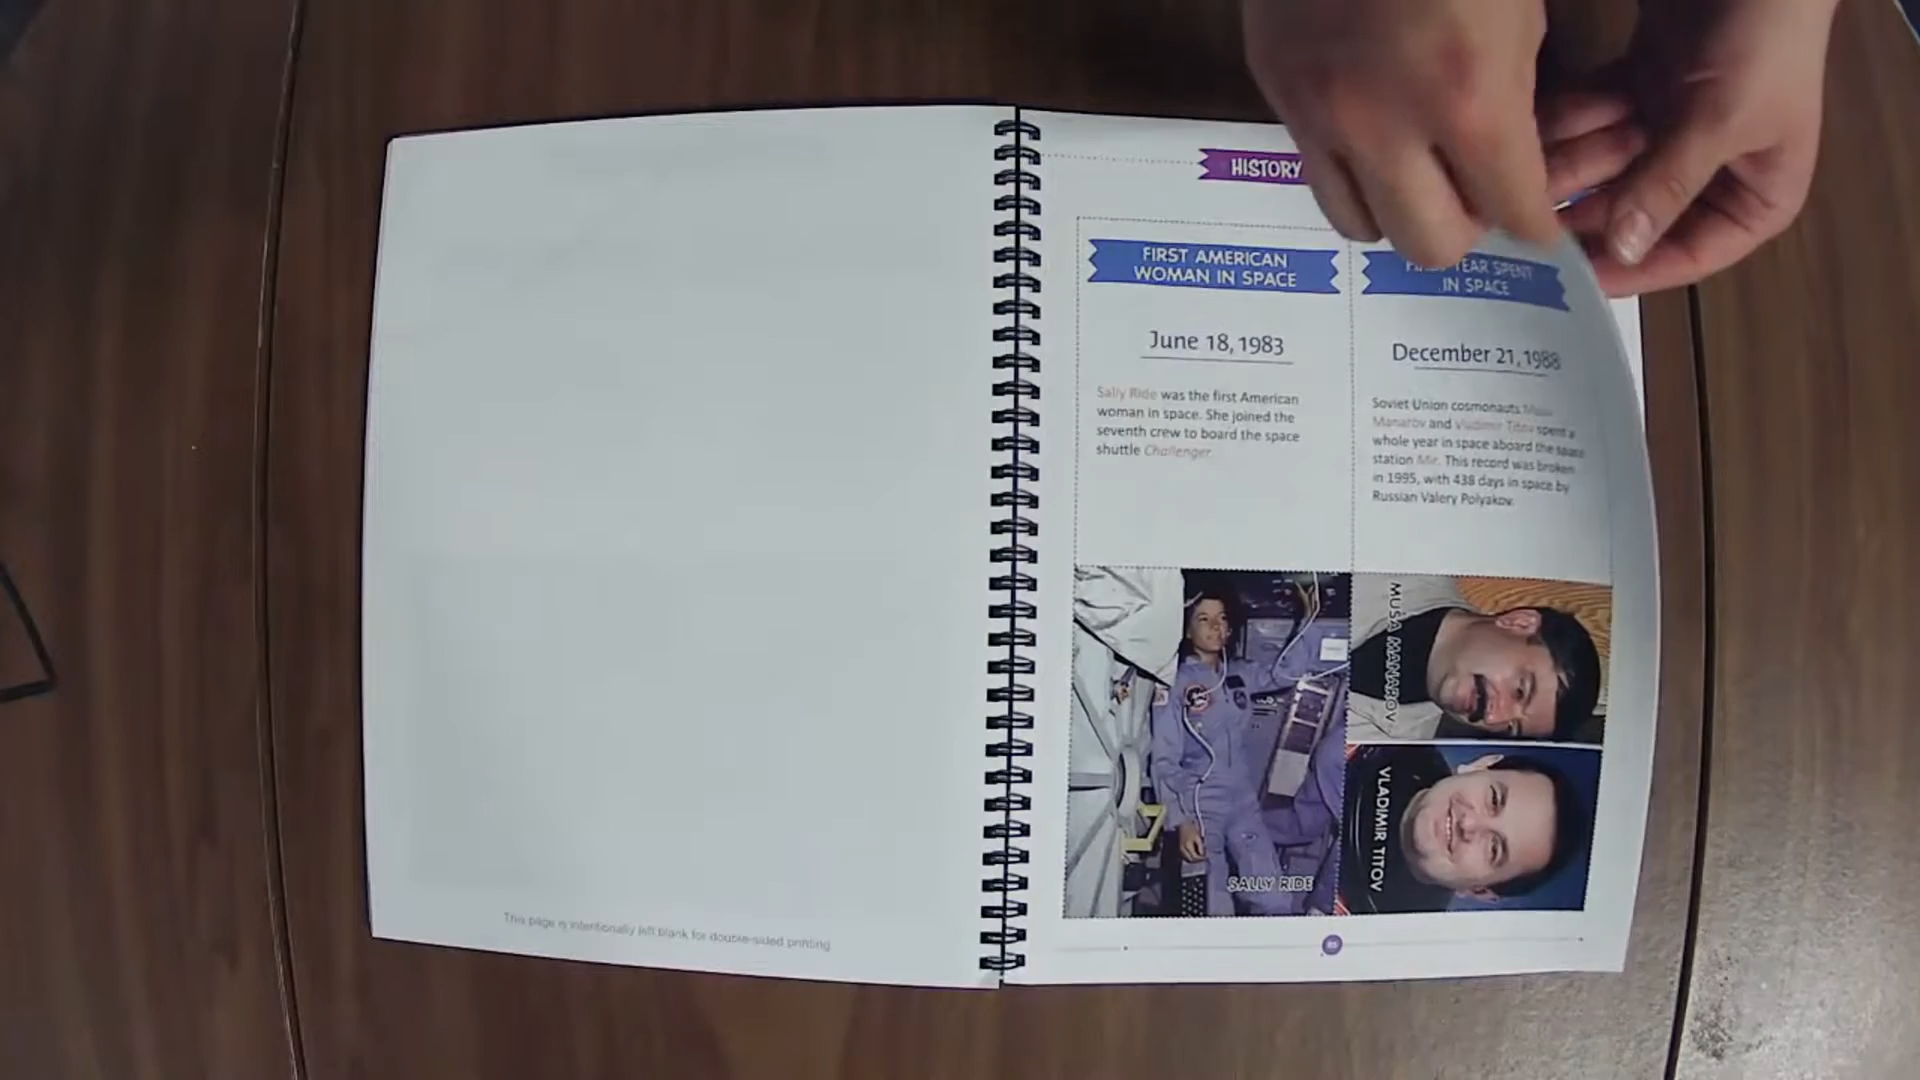 This page is intentionally left blank for double-sided printing
HISTORY
FIRST AMERICAN
WOMAN IN SPACE
June 18, 1983
Sally Ride was the first American
woman in space. She joined the
seventh crew to board the space
shuttle Challenger.
SALLY RIDE
YEAR SPENT
IN SPACE
December 21, 1988
Soviet Union cosmonauts Musa
Manarov and Vladimir Titov spent a
whole year in space aboard the space
station Mir. This record was broken
in 1995, with 438 days in space by
Russian Valery Polyakov.
MUSA MANAROV
VLADIMIR TITOV